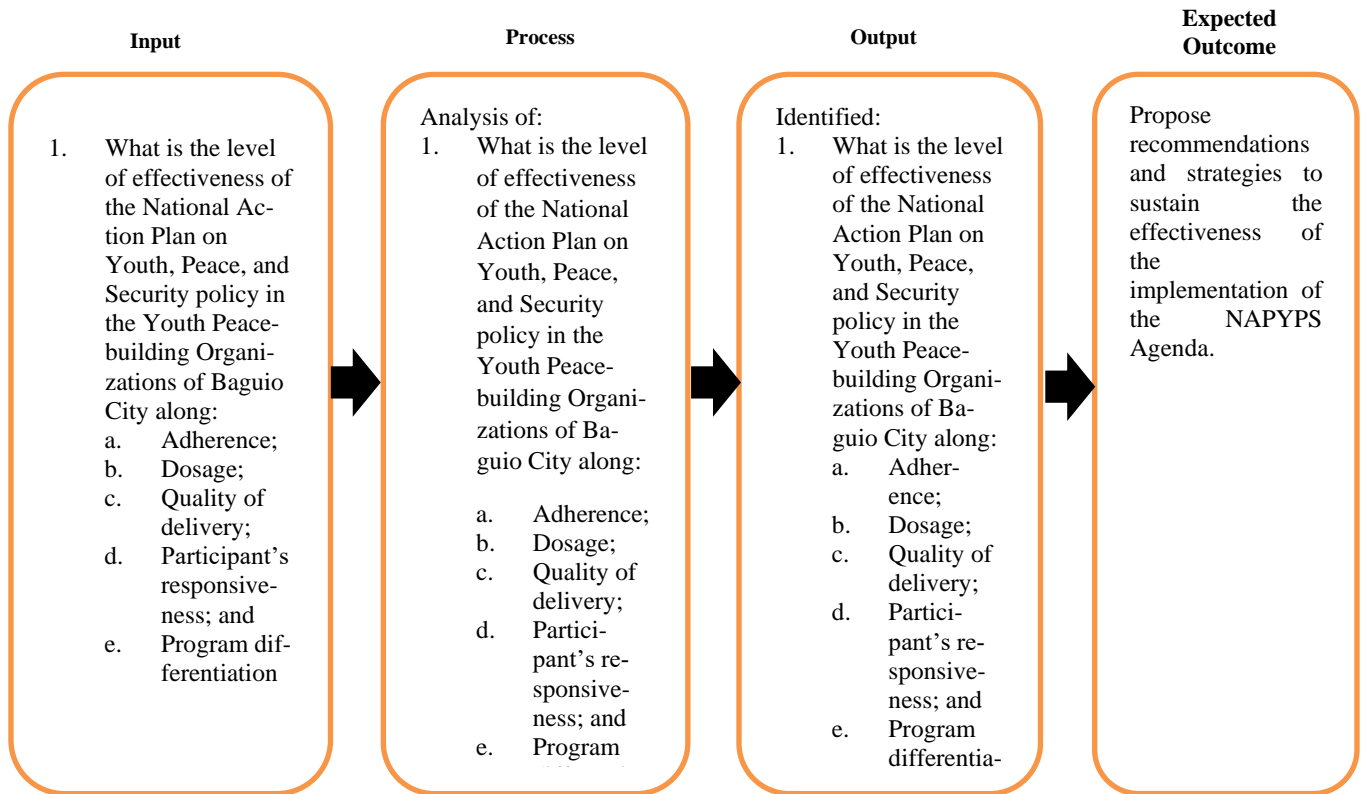 Input
Process
Output
Expected
Outcome
1. What is the level
of effectiveness of
the National Ac-
tion Plan on
Youth, Peace, and
Security policy in
the Youth Peace-
building Organi-
zations of Baguio
City along:
a. Adherence;
b. Dosage;
c. Quality of
delivery;
d. Participant’s
responsive-
ness; and
e. Program dif-
ferentiation
Analysis of:
1. What is the level
of effectiveness
of the National
Action Plan on
Youth, Peace,
and Security
policy in the
Youth Peace-
building Organi-
zations of Ba-
guio City along:
a. Adherence;
b. Dosage;
c. Quality of
delivery;
d. Partici-
pant’s re-
sponsive-
ness; and
e. Program
Identified:
1. What is the level
of effectiveness
of the National
Action Plan on
Youth, Peace,
and Security
policy in the
Youth Peace-
building Organi-
zations of Ba-
guio City along:
a. Adher-
ence;
b. Dosage;
c. Quality of
delivery;
d. Partici-
pant’s re-
sponsive-
ness; and
e. Program
differentia-
Propose
recommendations
and strategies to
sustain the
effectiveness of
the
implementation of
the NAPYPS
Agenda.